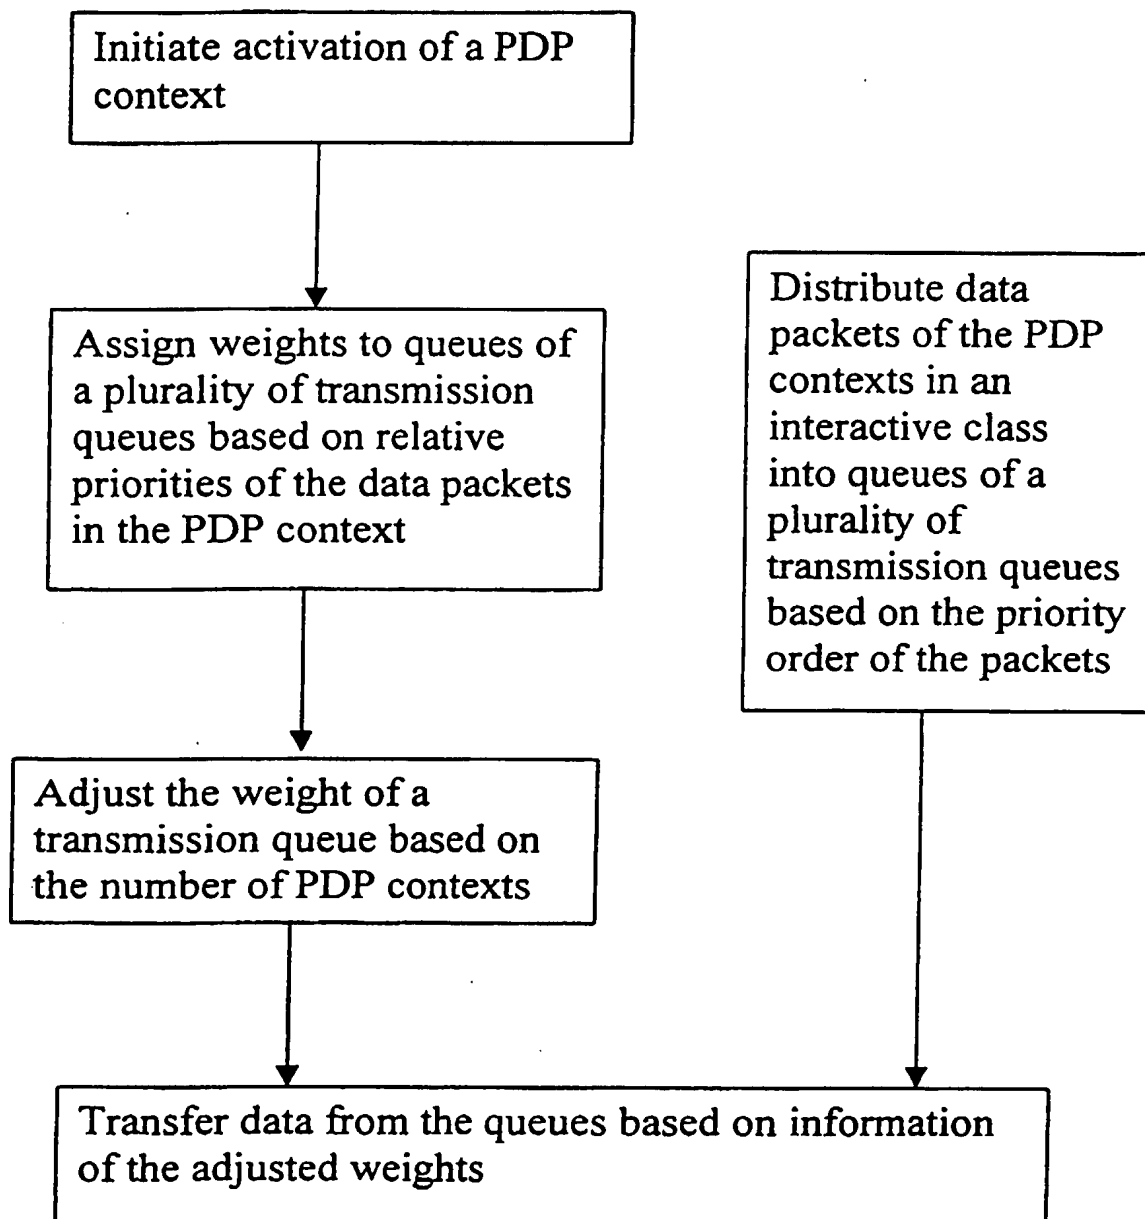 Initiate activation of a PDP
context
Assign weights to queues of
a plurality of transmission
queues based on relative
priorities of the data packets
in the PDP context
Distribute data
packets of the PDP
contexts in an
interactive class
into queues of a
plurality of
transmission queues
based on the priority
order of the packets
Adjust the weight of a
transmission queue based on
the number of PDP contexts
Transfer data from the queues based on information
of the adjusted weights